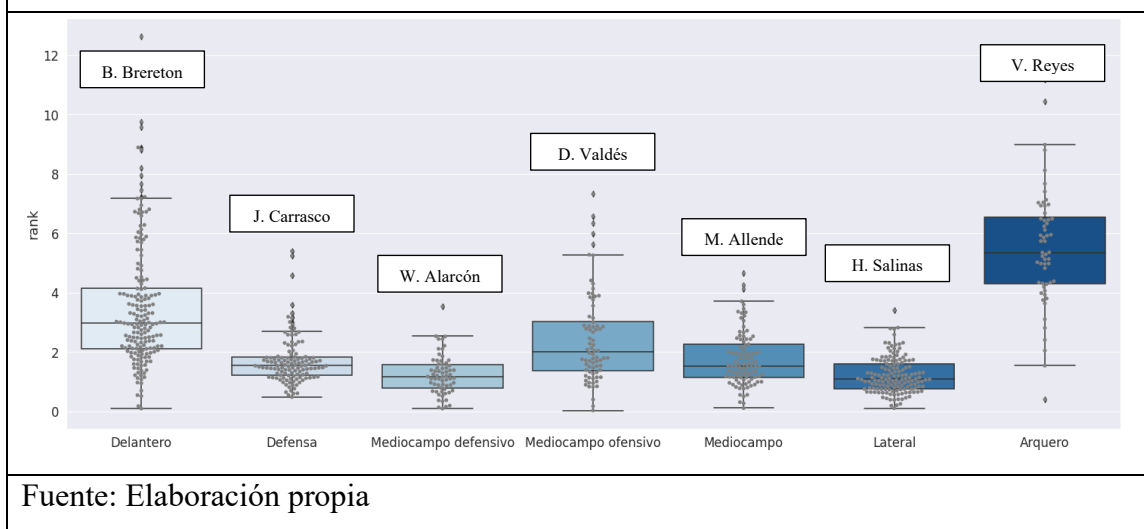 12
10
8
6
4
2
0
rank
B. Brereton
J. Carrasco
W. Alarcón
D. Valdés
M. Allende
H. Salinas
V. Reyes
Delantero
Defensa
Mediocampo defensivo
Mediocampo ofensivo
Mediocampo
Lateral
Arquero
Fuente: Elaboración propia